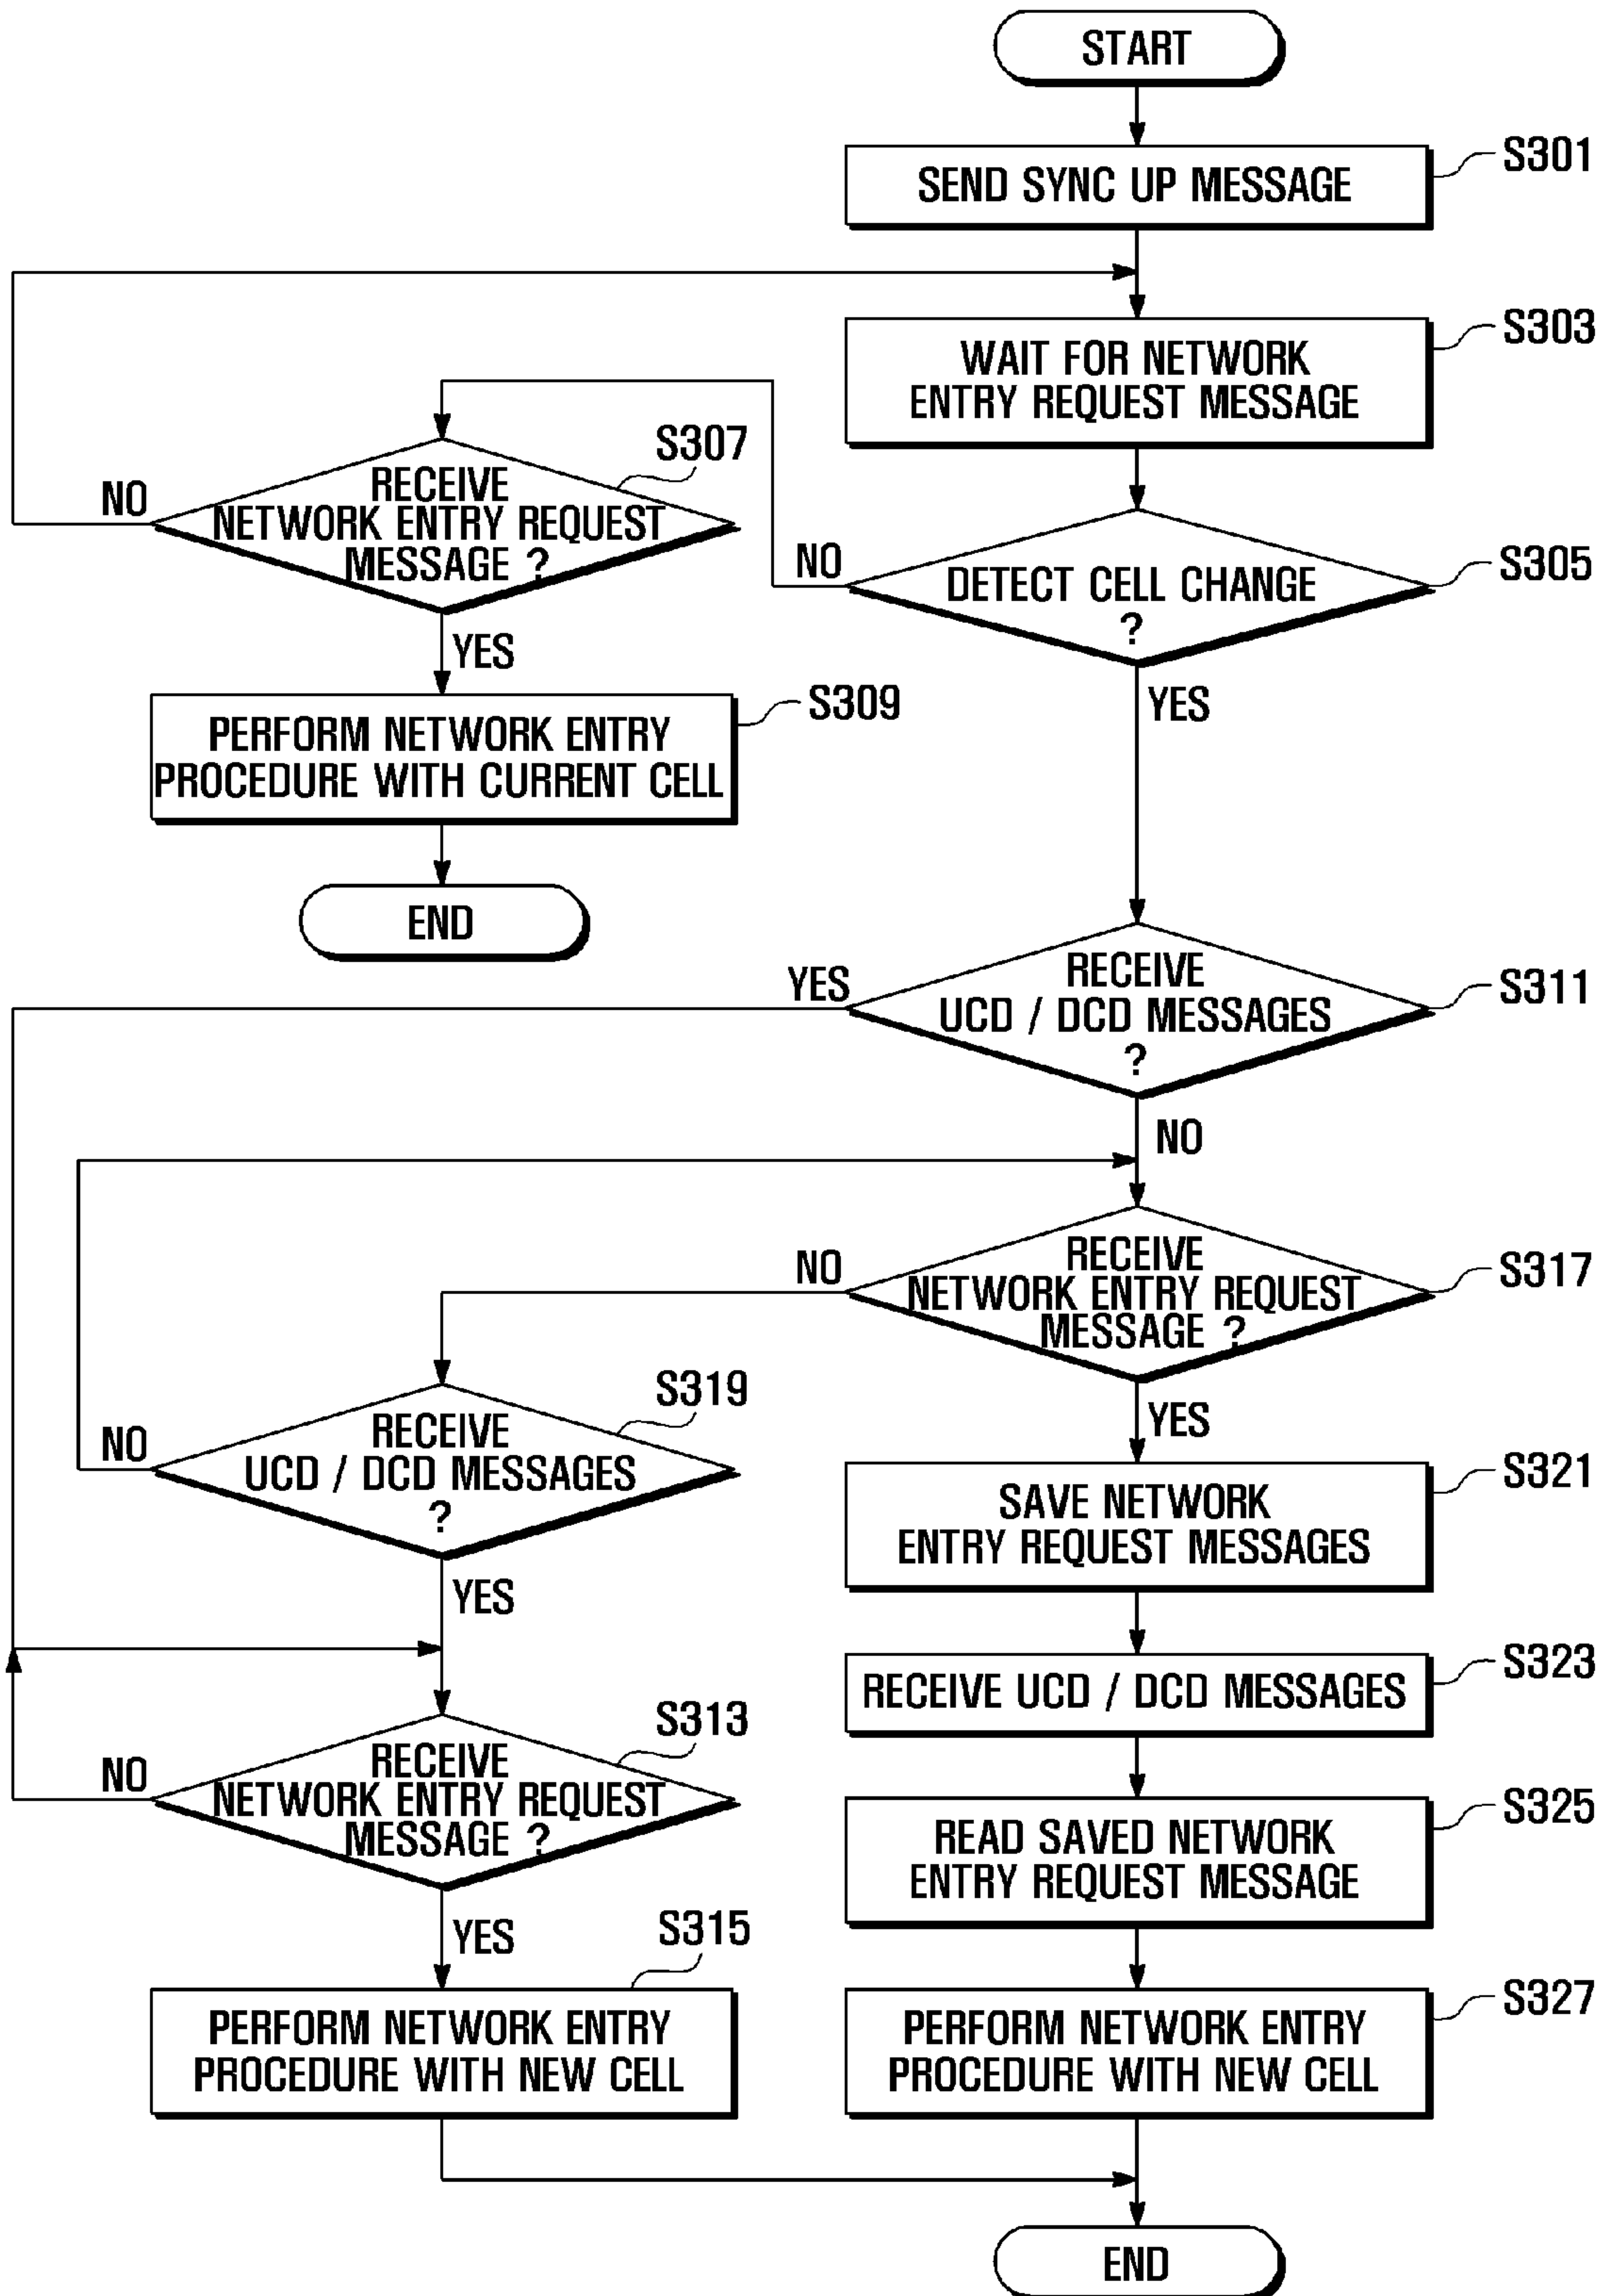 START
SEND SYNC UP MESSAGE
S301
WAIT FOR NETWORK
ENTRY REQUEST MESSAGE
S303
RECEIVE
NETWORK ENTRY REQUEST
MESSAGE ?
S307
NO
YES
DETECT CELL CHANGE
?
S305
NO
YES
PERFORM NETWORK ENTRY
PROCEDURE WITH CURRENT CELL
S309
END
RECEIVE
UCD / DCD MESSAGES
?
S311
YES
NO
RECEIVE
NETWORK ENTRY REQUEST
MESSAGE ?
S317
NO
YES
RECEIVE
UCD / DCD MESSAGES
?
S319
NO
YES
SAVE NETWORK
ENTRY REQUEST MESSAGES
S321
RECEIVE UCD / DCD MESSAGES
S323
RECEIVE
NETWORK ENTRY REQUEST
MESSAGE ?
S313
NO
YES
READ SAVED NETWORK
ENTRY REQUEST MESSAGE
S325
PERFORM NETWORK ENTRY
PROCEDURE WITH NEW CELL
S315
PERFORM NETWORK ENTRY
PROCEDURE WITH NEW CELL
S327
END